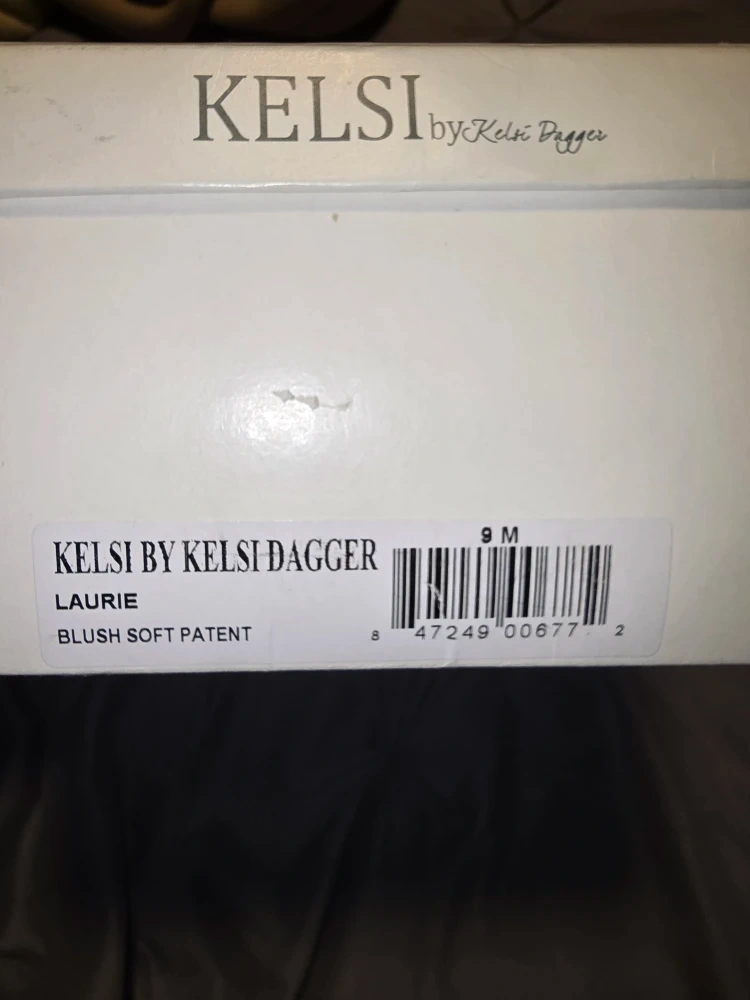 KELSI by Kelsi Dagger
9 M
KELSI BY KELSI DAGGER
LAURIE
BLUSH SOFT PATENT
8 47249 00677 2